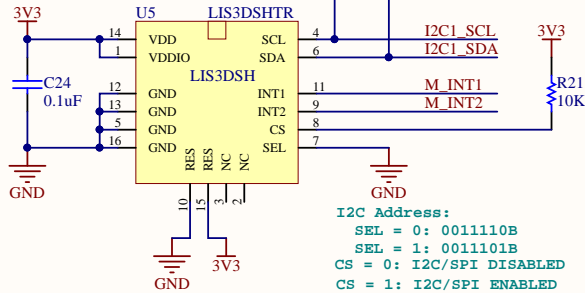 3V3
U5
LIS3DSHTR
3V3
14
VDD
SCL
4
I2C1_SCL
1
VDDIO
SDA
6
I2C1_SDA
C24
0.1uF
LIS3DSH
R21
10K
12
GND
INT1
11
M_INT1
13
GND
INT2
9
M_INT2
5
GND
CS
8
16
GND
SEL
7
RES
RES
NC
NC
GND
GND
10
15
3
2
GND
3V3
I2C Address:
SEL = 0: 0011110B
SEL = 1: 0011101B
CS = 0: I2C/SPI DISABLED
CS = 1: I2C/SPI ENABLED